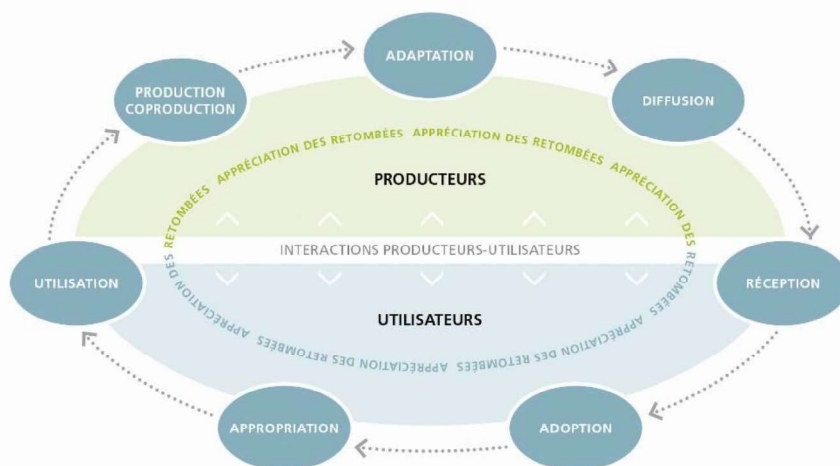 ADAPTATION
PRODUCTION
COPRODUCTION
DIFFUSION
APPRÉCIATION DES RETOMBÉES APPRÉCIATION DES RETOMBÉES APPRÉCIATION DES RETOMBÉES
PRODUCTEURS
INTERACTIONS PRODUCTEURS-UTILISATEURS
UTILISATION
RÉCEPTION
UTILISATEURS
APPRÉCIATION DES RETOMBÉES APPRÉCIATION DES RETOMBÉES APPRÉCIATION DES RETOMBÉES
APPROPRIATION
ADOPTION